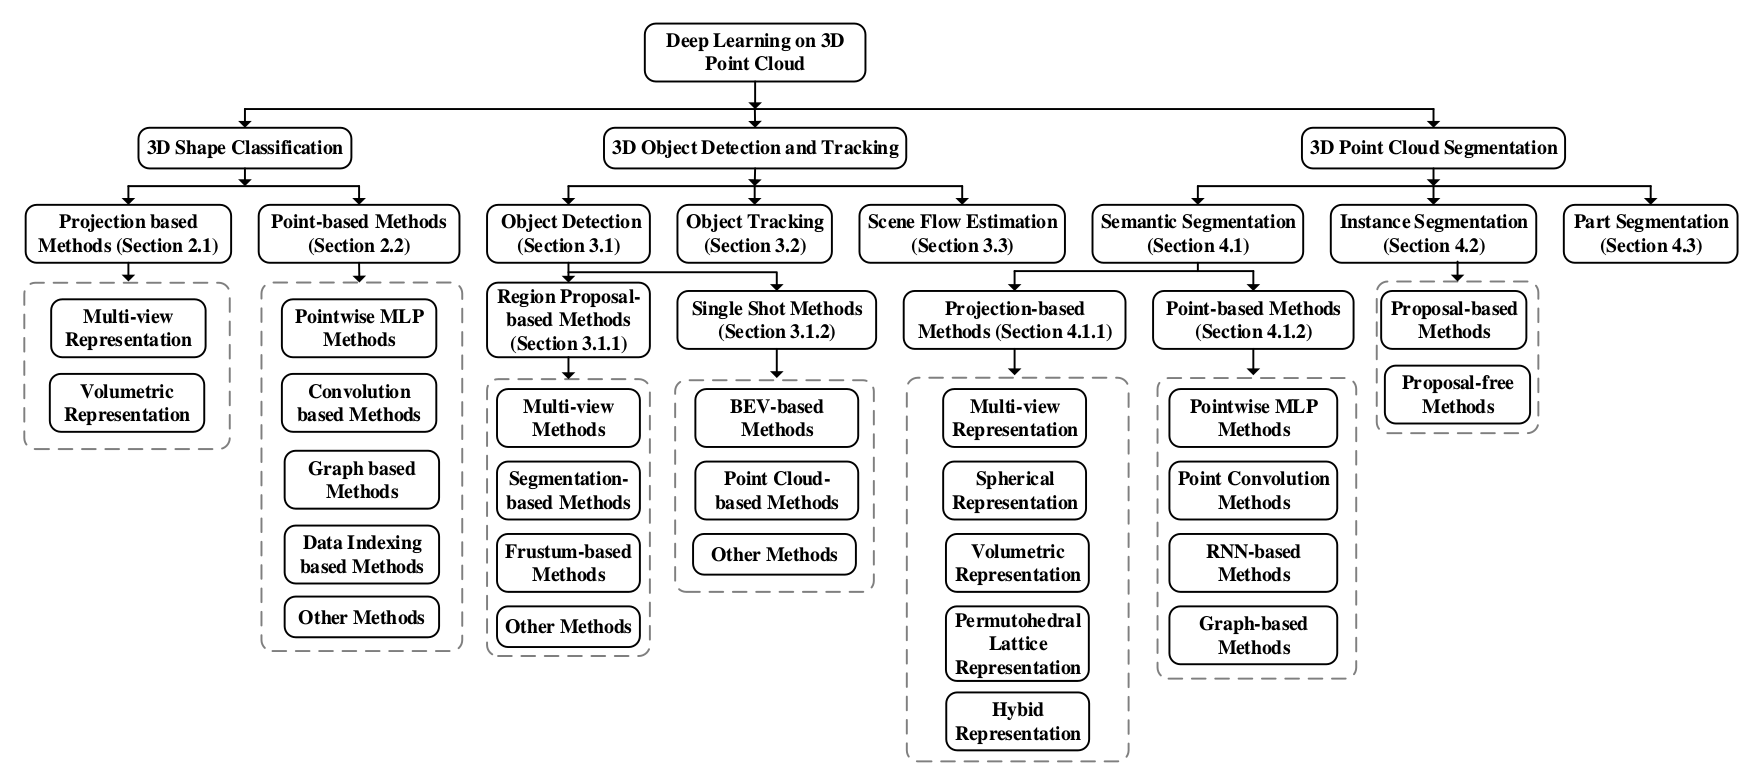 Deep Learning on 3D
Point Cloud
3D Shape Classification
3D Object Detection and Tracking
3D Point Cloud Segmentation
Projection based
Methods (Section 2.1)
Point-based Methods
(Section 2.2)
Object Detection
(Section 3.1)
Object Tracking
(Section 3.2)
Scene Flow Estimation
(Section 3.3)
Semantic Segmentation
(Section 4.1)
Instance Segmentation
(Section 4.2)
Part Segmentation
(Section 4.3)
Multi-view
Representation
Volumetric
Representation
Pointwise MLP
Methods
Convolution
based Methods
Graph based
Methods
Data Indexing
based Methods
Other Methods
Region Proposal-
based Methods
(Section 3.1.1)
Multi-view
Methods
Segmentation-
based Methods
Frustum-based
Methods
Other Methods
Single Shot Methods
(Section 3.1.2)
BEV-based
Methods
Point Cloud-
based Methods
Other Methods
Projection-based
Methods (Section 4.1.1)
Multi-view
Representation
Spherical
Representation
Volumetric
Representation
Permutohedral
Lattice
Representation
Hybid
Representation
Point-based Methods
(Section 4.1.2)
Pointwise MLP
Methods
Point Convolution
Methods
RNN-based
Methods
Graph-based
Methods
Proposal-based
Methods
Proposal-free
Methods